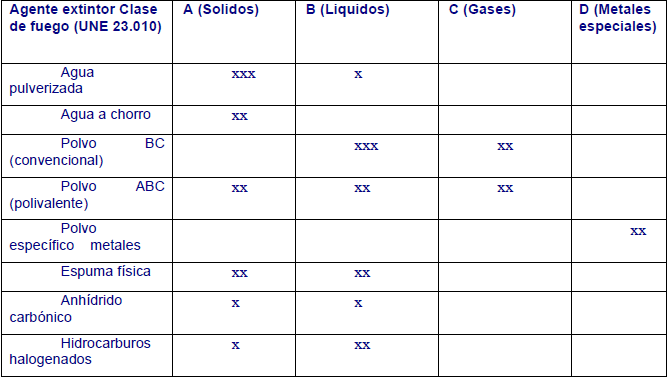 Agente extintor Clase de fuego (UNE 23.010) A (Solidos) B (Liquidos) C (Gases) D (Metales especiales)
Agua pulverizada xxx x
Agua a chorro xx
Polvo BC (convencional) xxx xx
Polvo ABC (polivalente) xx xx xx
Polvo específico metales xx
Espuma física xx xx
Anhídrido carbónico x x
Hidrocarburos halogenados x xx